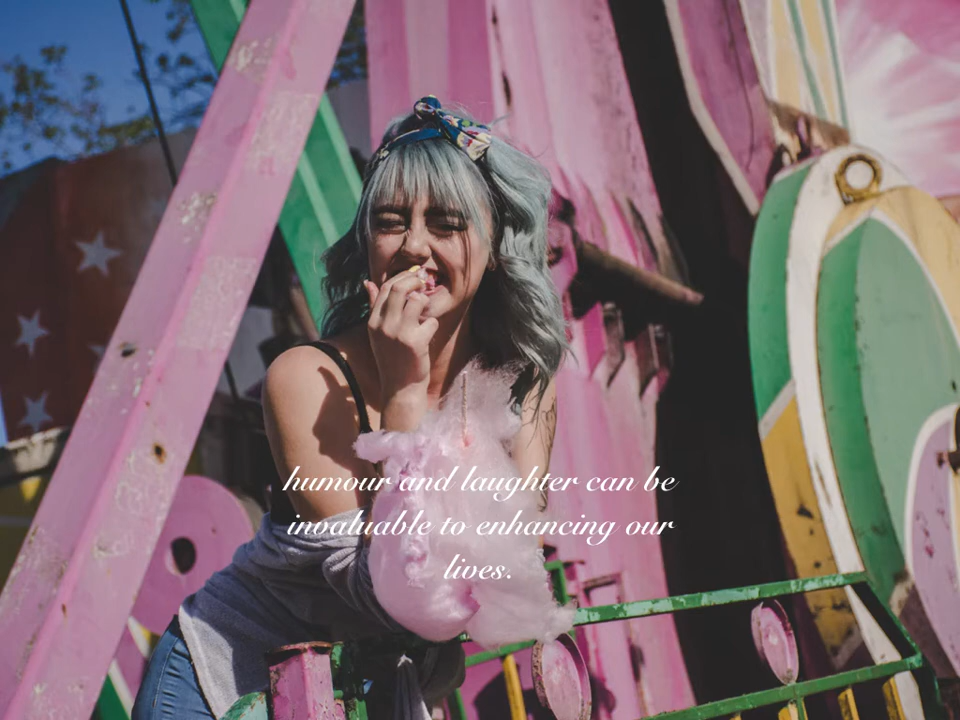 humour and laughter can be
invaluable to enhancing our
lives.